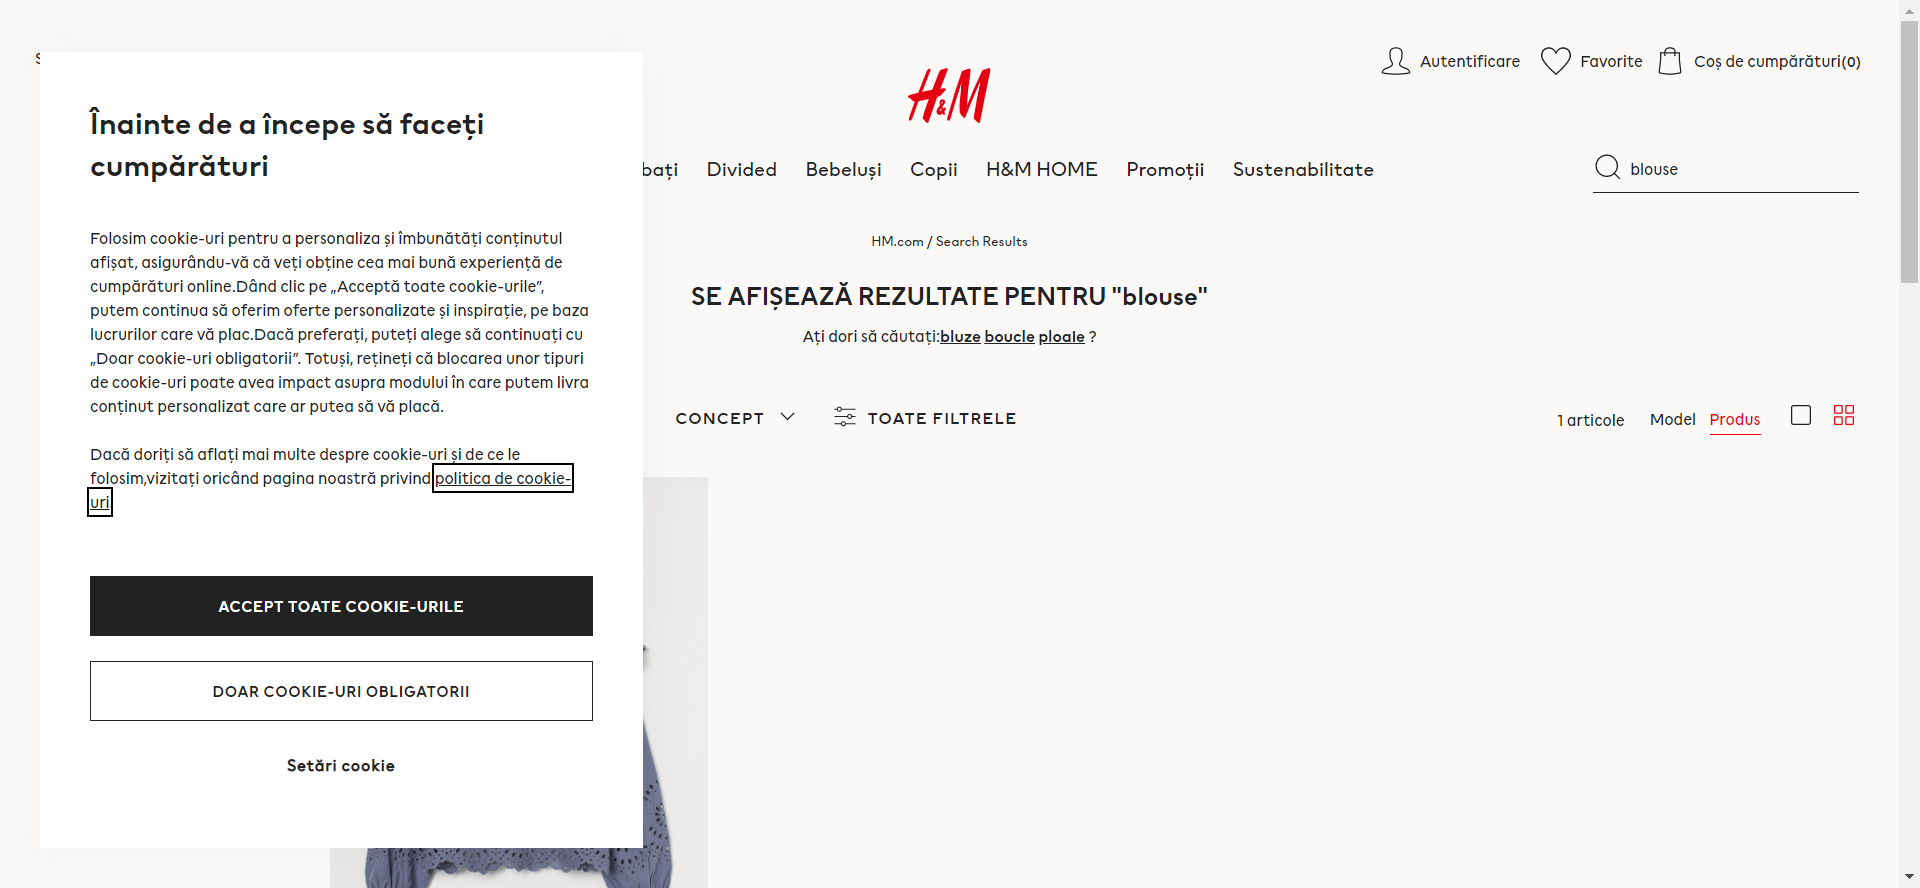 Autentificare
Favorite
Coș de cumpărături(0)
H&M
Divided
Bebeluși
Copii
H&M HOME
Promoții
Sustenabilitate
blouse
HM.com / Search Results
SE AFIȘEAZĂ REZULTATE PENTRU "blouse"
Ați dori să căutați:bluze boucle ploaie ?
CONCEPT
TOATE FILTRELE
1 articole
Model
Produs
Înainte de a începe să faceți
cumpărături
Folosim cookie-uri pentru a personaliza și îmbunătăți conținutul
afișat, asigurându-vă că veți obține cea mai bună experiență de
cumpărături online.Dând clic pe „Acceptă toate cookie-urile”,
putem continua să oferim oferte personalizate și inspirație, pe baza
lucrurilor care vă plac.Dacă preferați, puteți alege să continuați cu
„Doar cookie-uri obligatorii”. Totuși, rețineți că blocarea unor tipuri
de cookie-uri poate avea impact asupra modului în care putem livra
conținut personalizat care ar putea să vă placă.
Dacă doriți să aflați mai multe despre cookie-uri și de ce le
folosim,vizitați oricând pagina noastră privind politica de cookie-
uri.
ACCEPT TOATE COOKIE-URILE
DOAR COOKIE-URI OBLIGATORII
Setări cookie